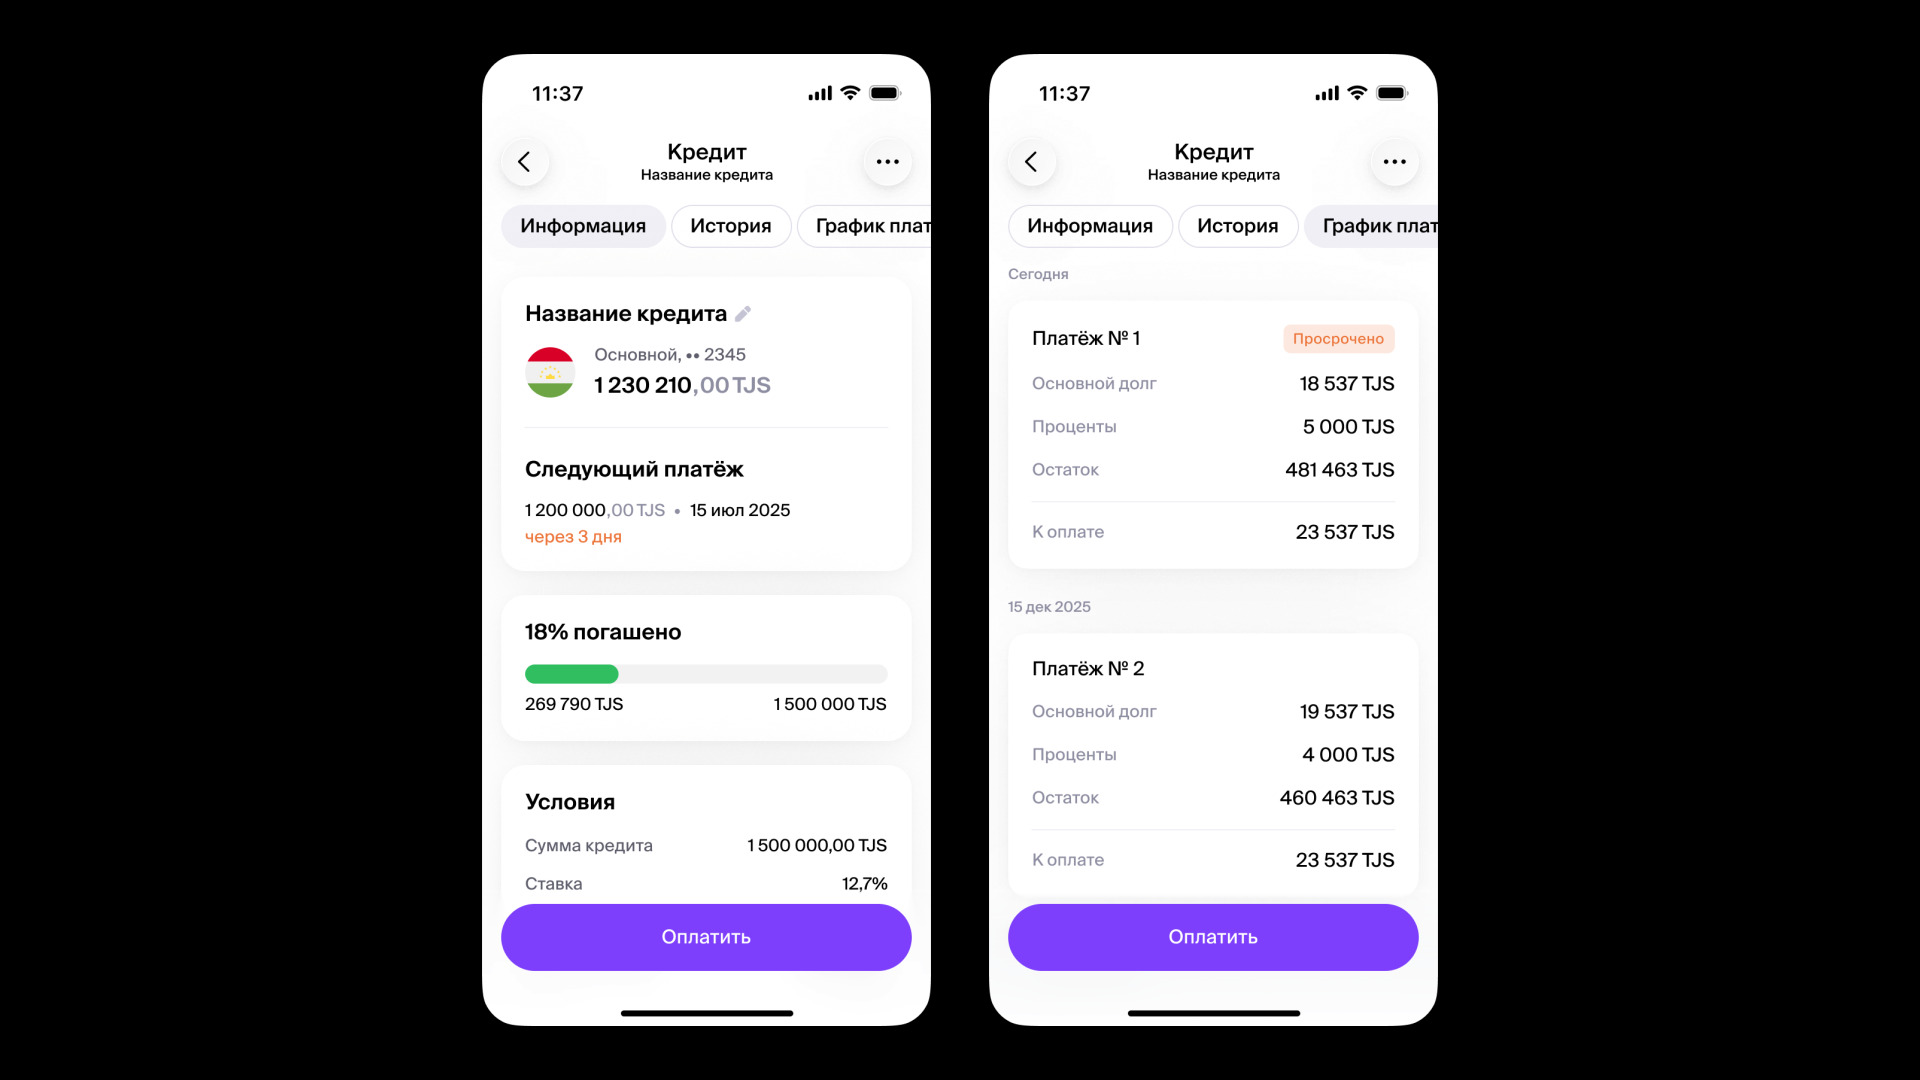 11:37
Кредит
Название кредита
Информация
История
График плат
Название кредита
Основной, •• 2345
1 230 210,00 TJS
Следующий платёж
1 200 000,00 TJS • 15 июл 2025
через 3 дня
18% погашено
269 790 TJS
1 500 000 TJS
Условия
Сумма кредита
1 500 000,00 TJS
Ставка
12,7%
Оплатить
11:37
Кредит
Название кредита
Информация
История
График плат
Сегодня
Платёж № 1
Просрочено
Основной долг
18 537 TJS
Проценты
5 000 TJS
Остаток
481 463 TJS
К оплате
23 537 TJS
15 дек 2025
Платёж № 2
Основной долг
19 537 TJS
Проценты
4 000 TJS
Остаток
460 463 TJS
К оплате
23 537 TJS
Оплатить